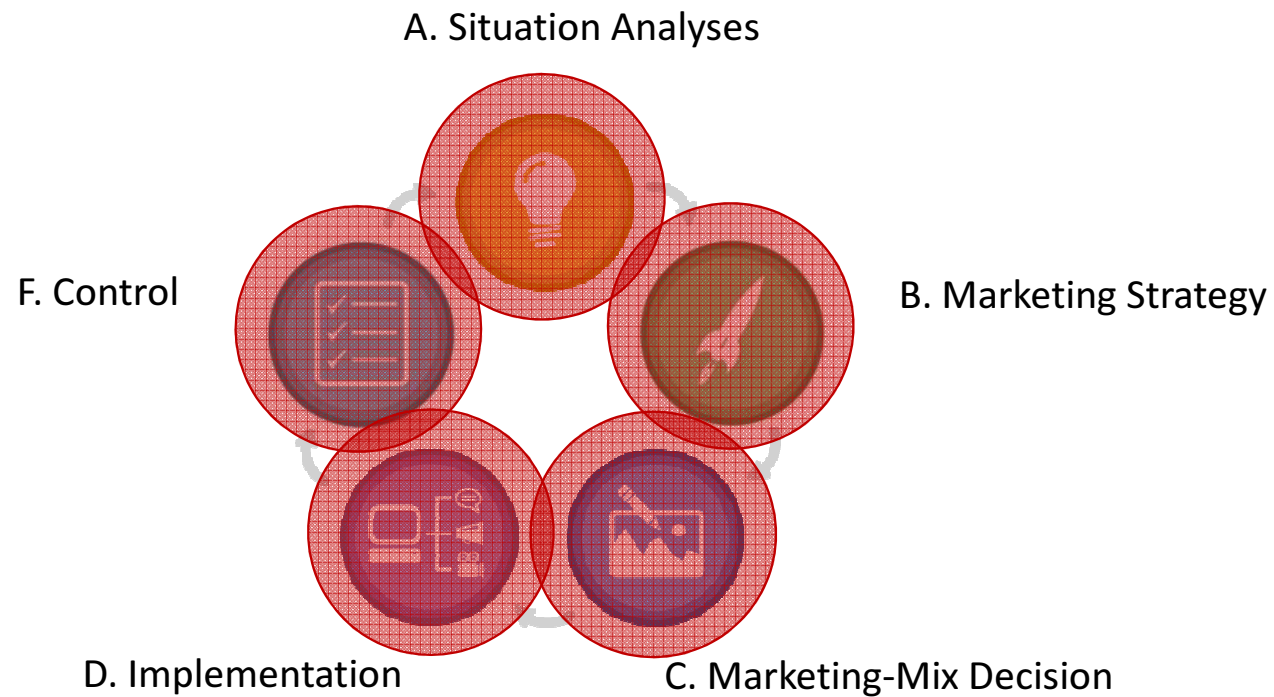 A. Situation Analyses
F. Control
B. Marketing Strategy
D. Implementation
C. Marketing-Mix Decision